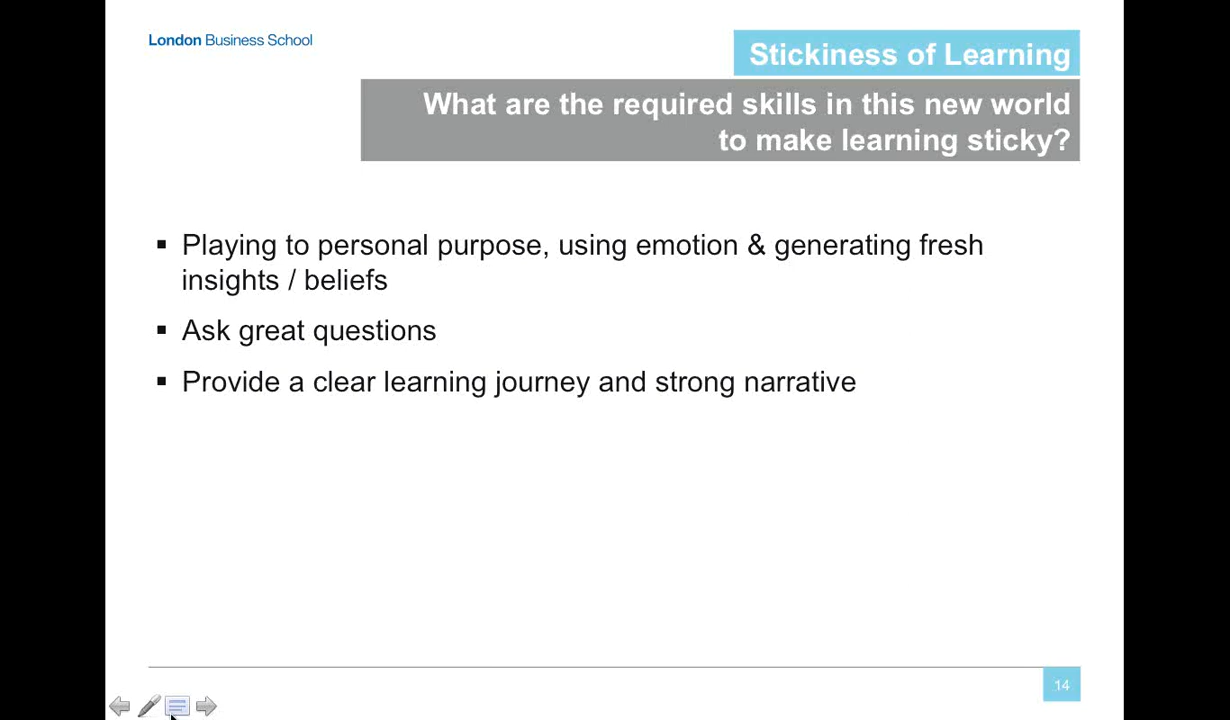 London Business School
Stickiness of Learning
What are the required skills in this new world
to make learning sticky?
▪ Playing to personal purpose, using emotion & generating fresh
insights / beliefs
▪ Ask great questions
▪ Provide a clear learning journey and strong narrative
14